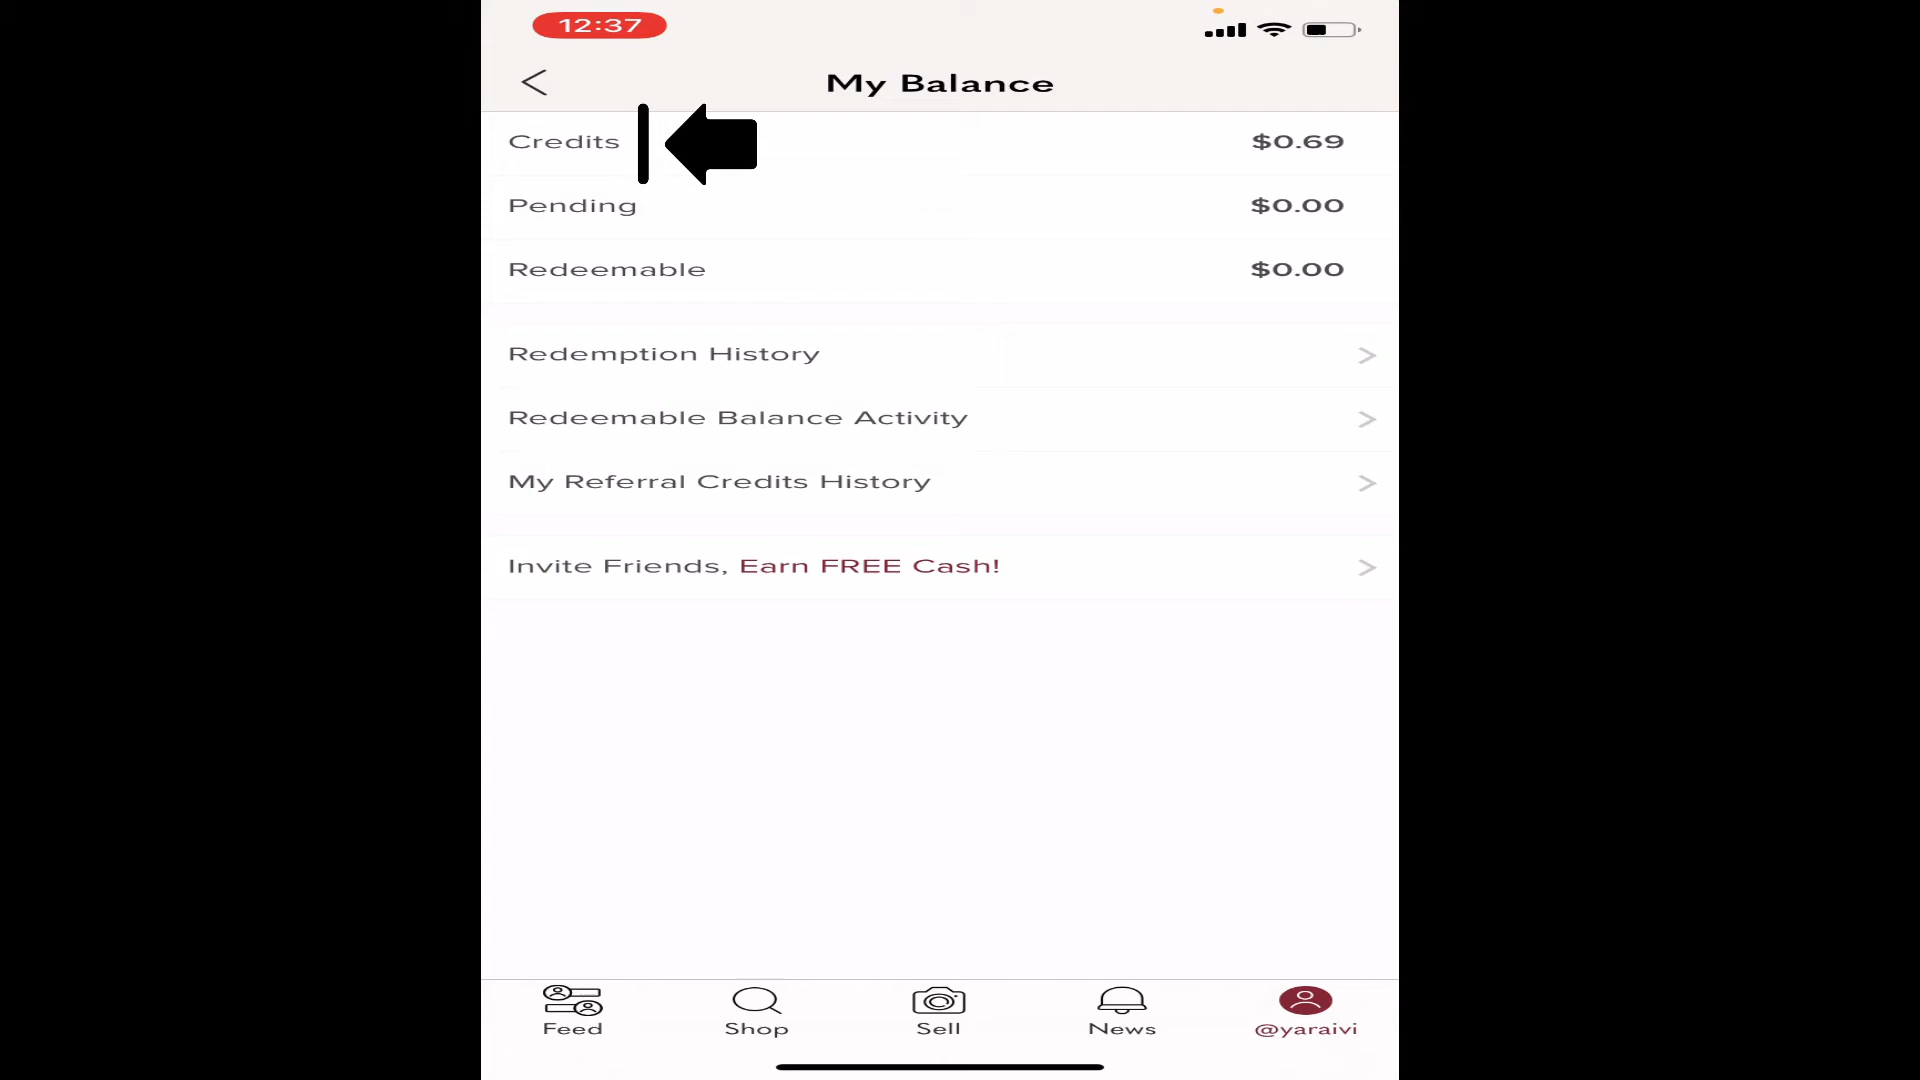 12:37
My Balance
Credits $0.69
Pending $0.00
Redeemable $0.00
Redemption History
Redeemable Balance Activity
My Referral Credits History
Invite Friends, Earn FREE Cash!
Feed Shop Sell News @yaraivi